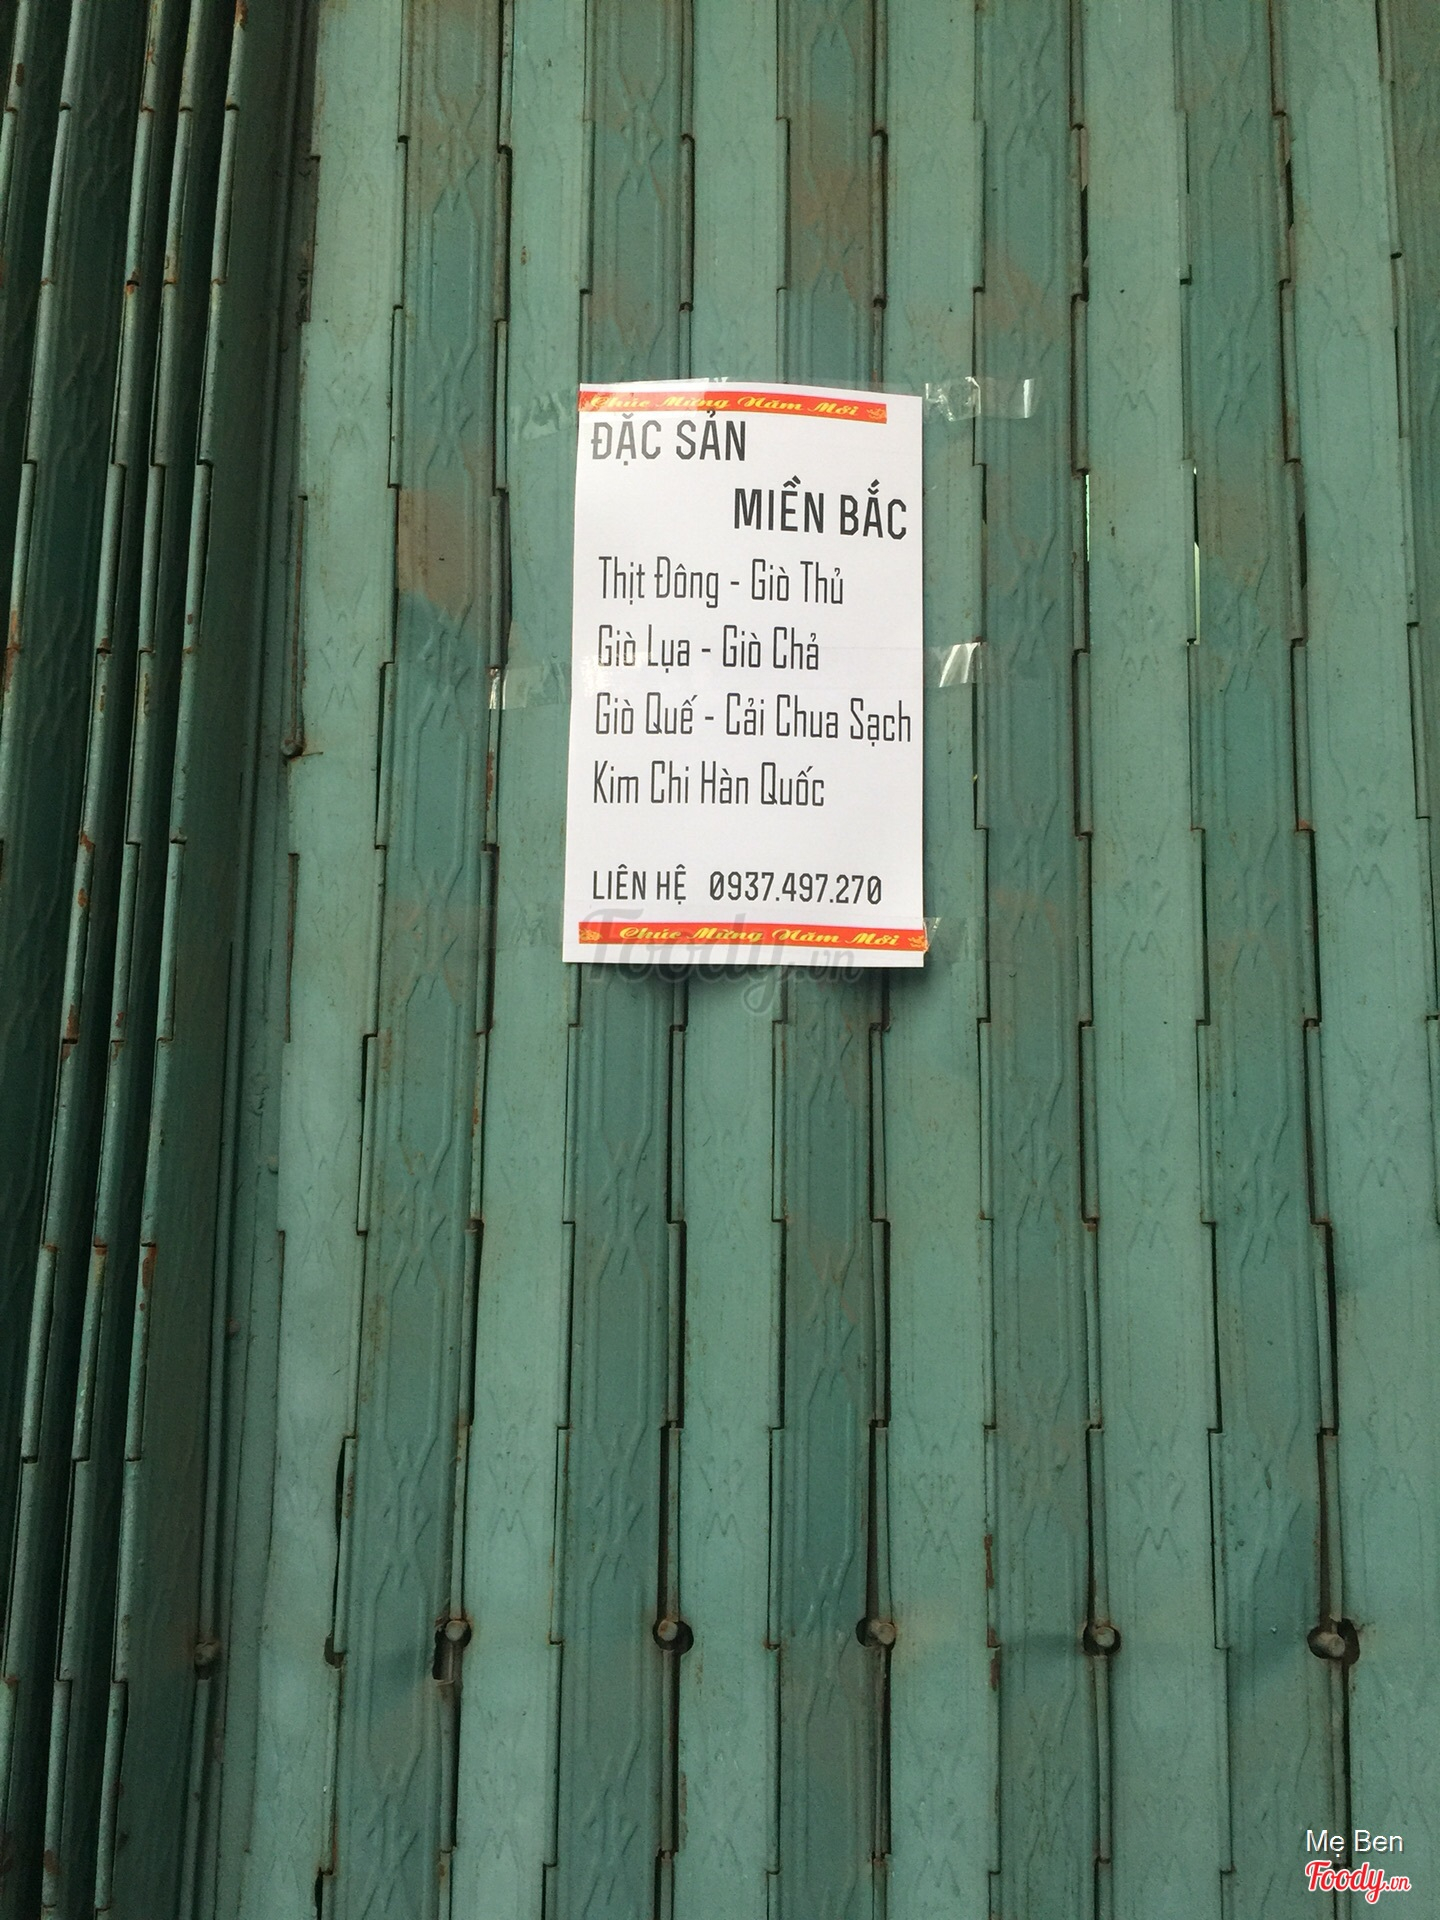 Chúc Mừng Năm Mới
ĐẶC SẢN
MIỀN BẮC
Thịt Đông - Giò Thủ
Giò Lụa - Giò Chả
Giò Quế - Cải Chua Sạch
Kim Chi Hàn Quốc
LIÊN HỆ 0937.497.270
Chúc Mừng Năm Mới
Foody.vn
Mẹ Ben
Foody.vn